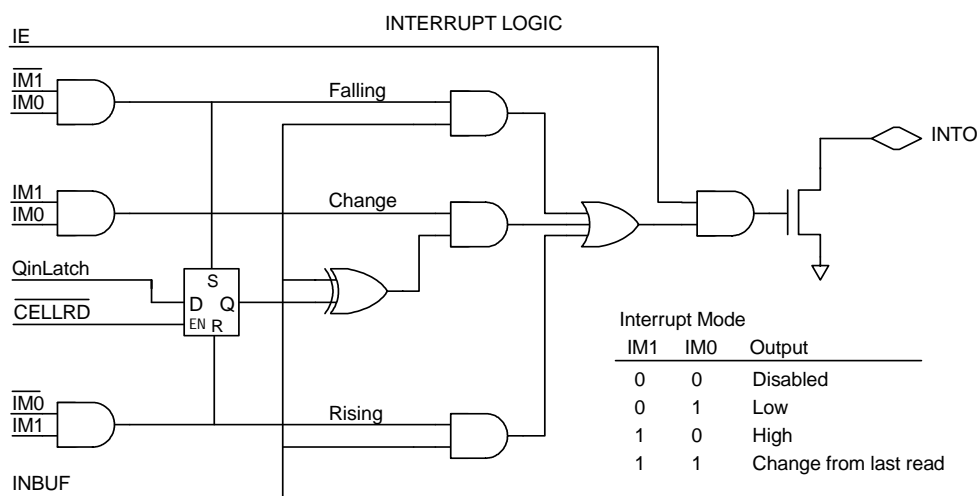 INTERRUPT LOGIC
IE
IM1
IM0
Falling
INTO
IM1
IM0
Change
QinLatch
S
D Q
EN R
CELLRD
Interrupt Mode
IM1 IM0 Output
0 0 Disabled
0 1 Low
1 0 High
1 1 Change from last read
IM0
IM1
Rising
INBUF